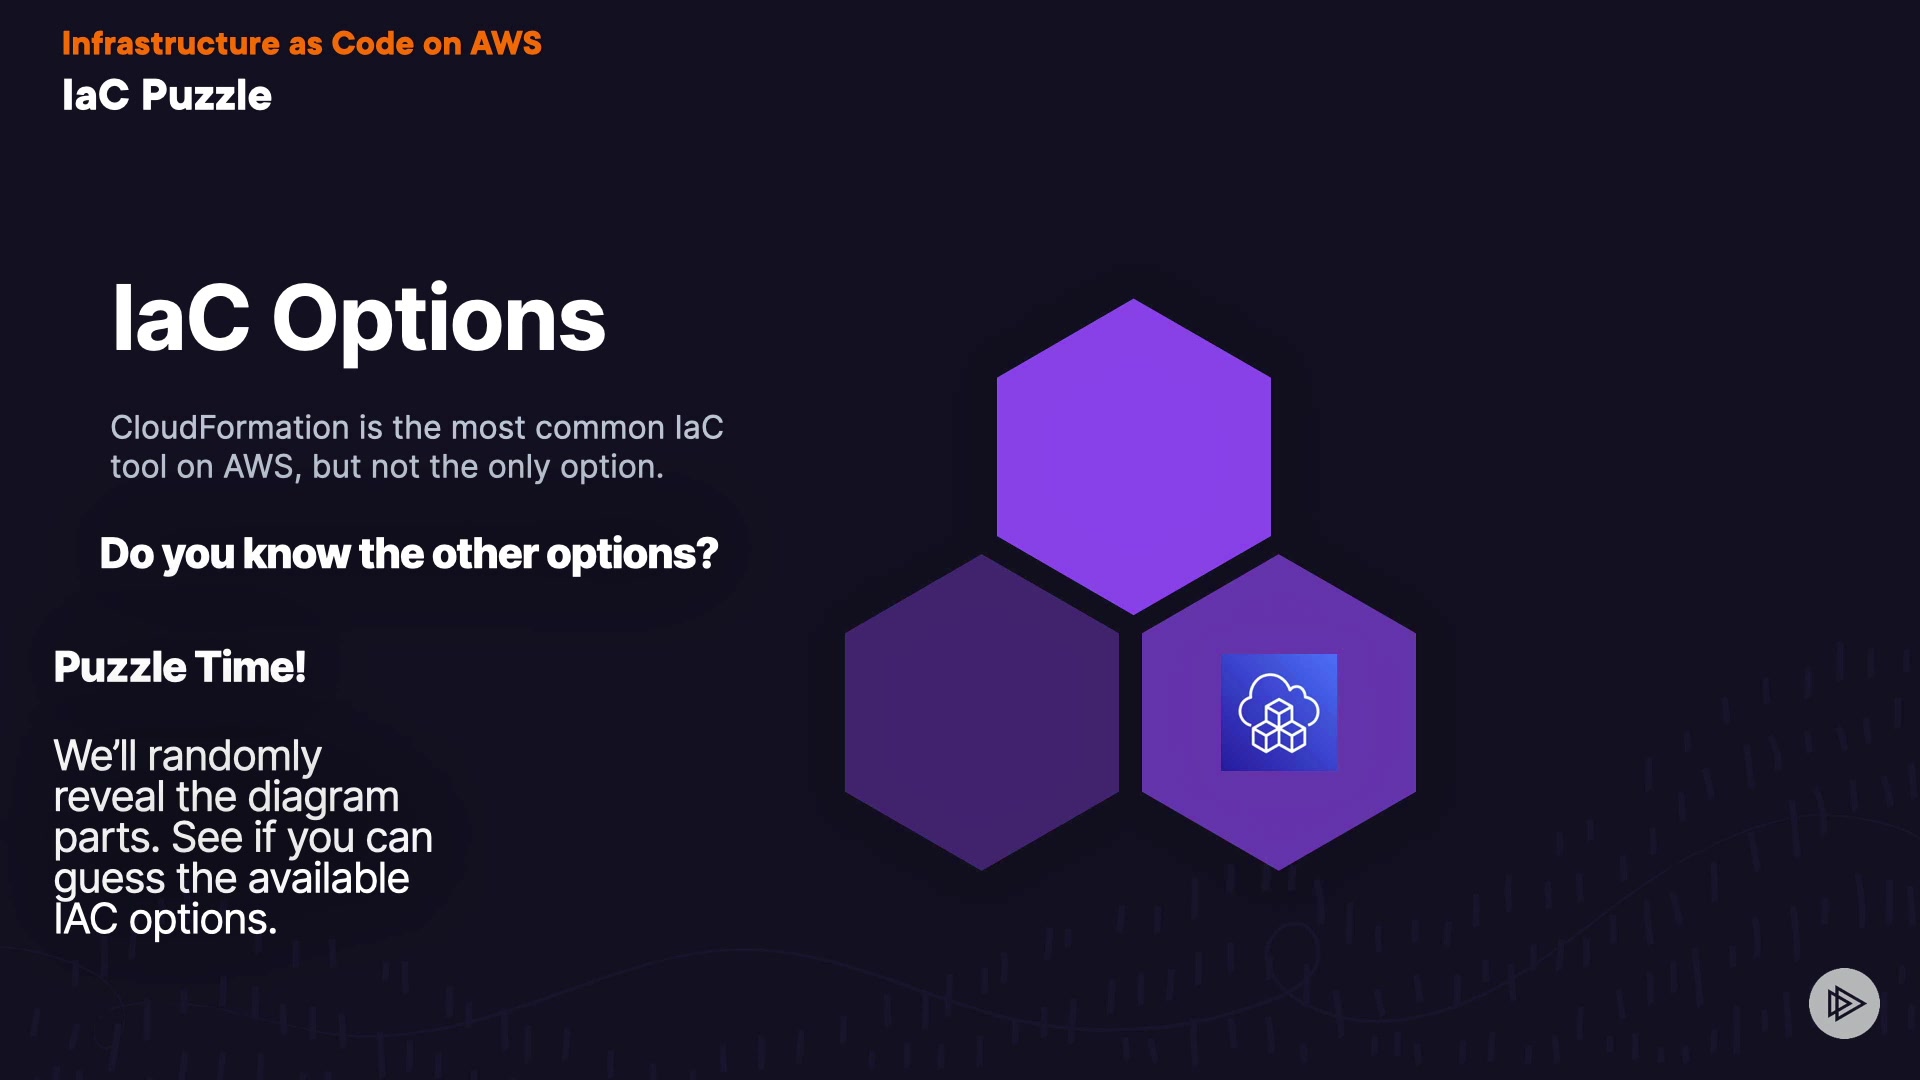 Infrastructure as Code on AWS
IaC Puzzle
IaC Options
CloudFormation is the most common IaC
tool on AWS, but not the only option.
Do you know the other options?
Puzzle Time!
We’ll randomly
reveal the diagram
parts. See if you can
guess the available
IAC options.